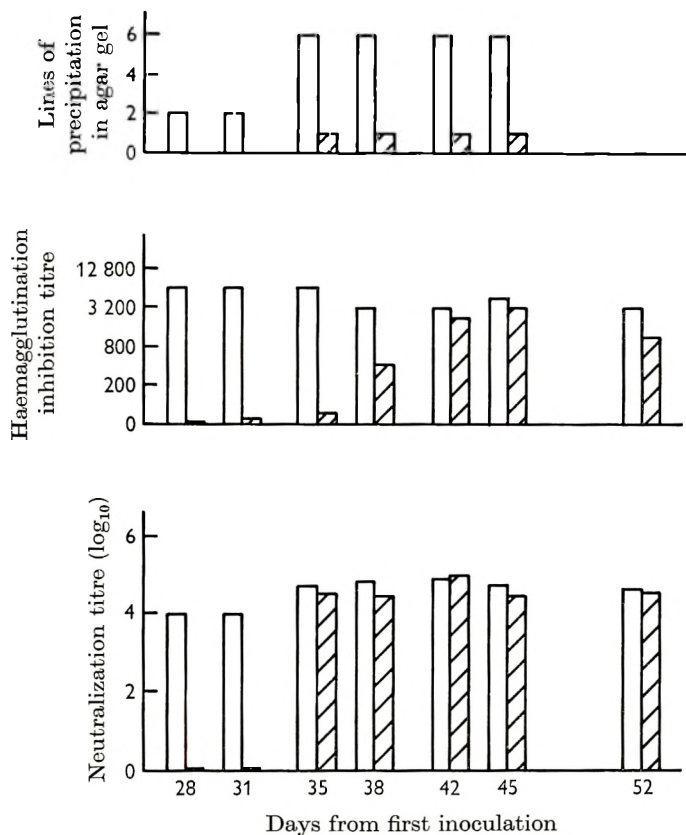 Lines of
precipitation
in agar gel
6
4
2
0
Haemagglutination
inhibition titre
12 800
3 200
800
200
0
Neutralization titre (log₁₀)
6
4
2
0
28 31 35 38 42 45 52
Days from first inoculation